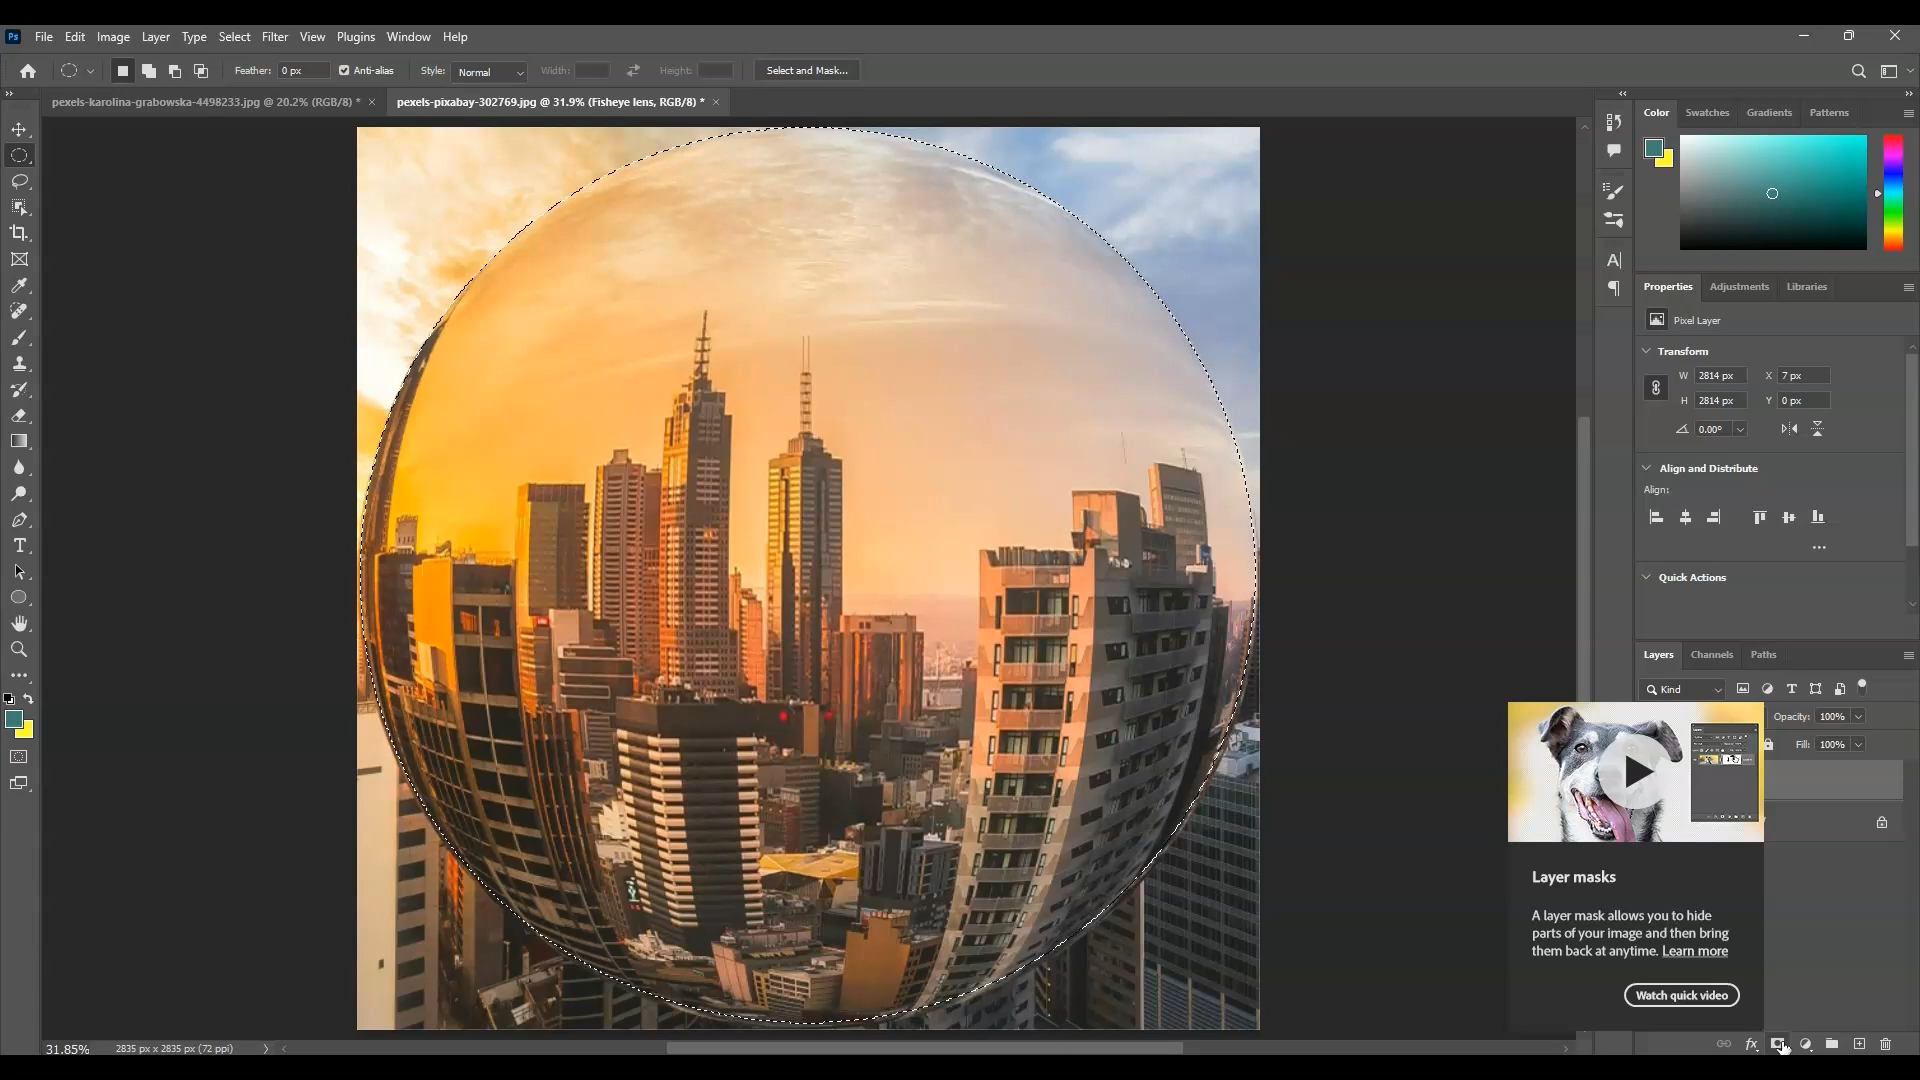 Ps File Edit Image Layer Type Select Filter View Plugins Window Help
Feather: 0 px Anti-alias Style: Normal Width: Height: Select and Mask...
pexels-karolina-grabowska-4498233.jpg @ 20.2% (RGB/8) * × pexels-pixabay-302769.jpg @ 31.9% (Fisheye lens, RGB/8) * ×
Color Swatches Gradients Patterns
Properties Adjustments Libraries
Pixel Layer
Transform
W 2814 px X 7 px
H 2814 px Y 0 px
0.00°
Align and Distribute
Align:
Quick Actions
Layers Channels Paths
Kind
Opacity: 100%
Fill: 100%
Layer masks
A layer mask allows you to hide
parts of your image and then bring
them back at anytime. Learn more
Watch quick video
31.85% 2835 px x 2835 px (72 ppi)
fx